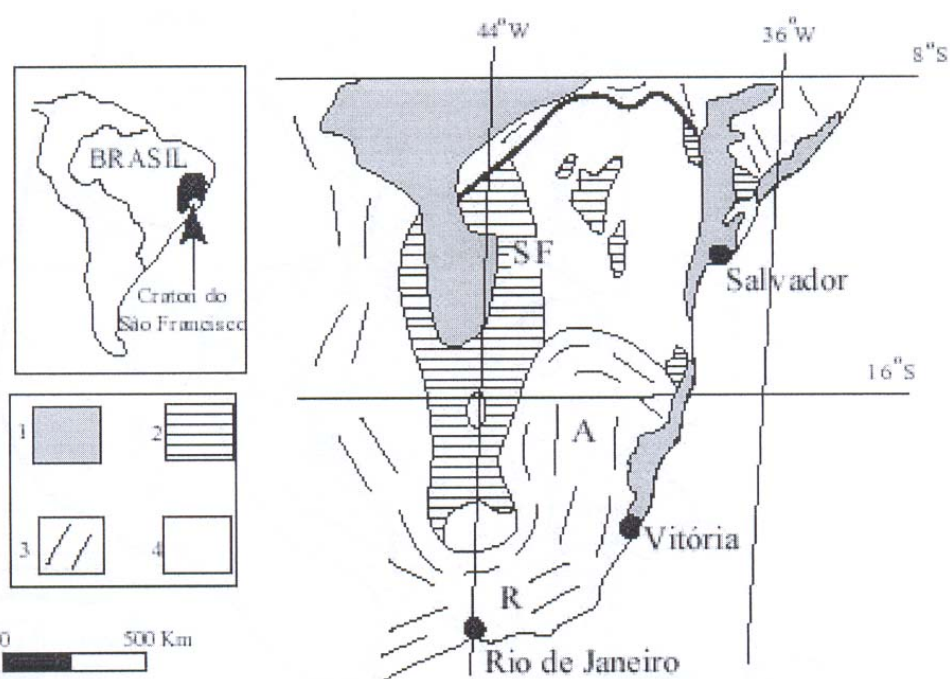 44°W
36°W
8°S
BRASIL
Craton do
São Francisco
SF
Salvador
16°S
1
2
A
3
4
Vitória
R
0 500 Km
Rio de Janeiro